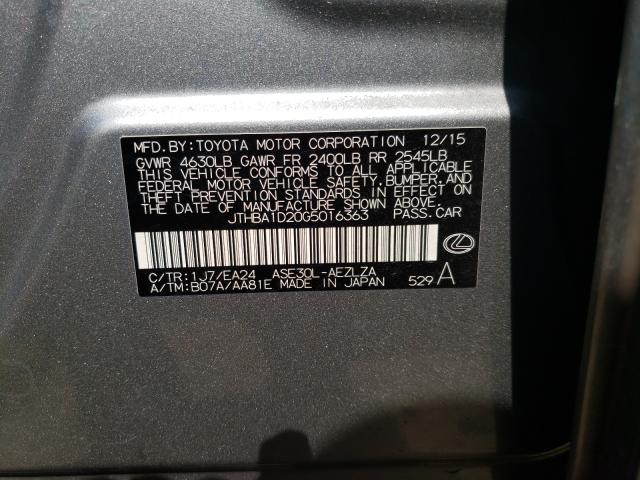 MFD. BY: TOYOTA MOTOR CORPORATION 12/15
GVWR 4630LB GAWR FR 2400LB RR 2545LB
THIS VEHICLE CONFORMS TO ALL APPLICABLE
FEDERAL MOTOR VEHICLE SAFETY, BUMPER, AND
THEFT PREVENTION STANDARDS IN EFFECT ON
THE DATE OF MANUFACTURE SHOWN ABOVE.
JTHBA1D20G5016363 PASS. CAR
C/TR: 1J7/EA24 ASE30L-AEZLZA
A/TM: B07A/AA81E MADE IN JAPAN 529 A